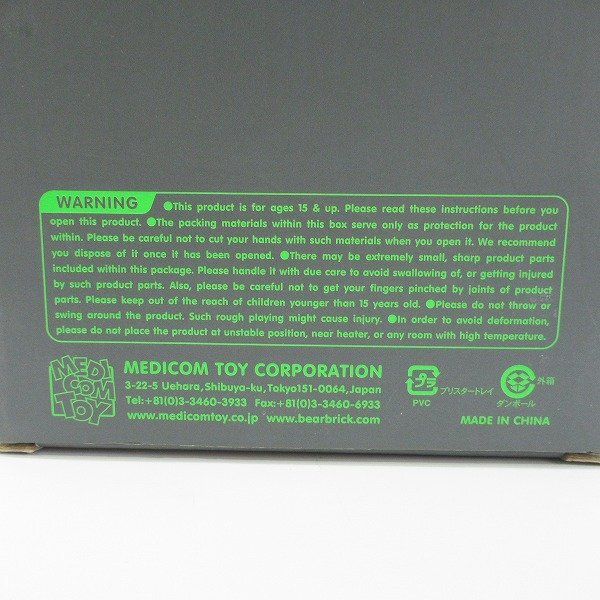 WARNING ●This product is for ages 15 & up. Please read these instructions before you
open this product. ●The packing materials within this box serve only as protection for the product
within. Please be careful not to cut your hands with such materials when you open it. We recommend
you dispose of it once it has been opened. ●There may be extremely small, sharp product parts
included within this package. Please handle it with due care to avoid swallowing of, or getting injured
by such product parts. Also, please be careful not to get your fingers pinched by joints of product
parts. Please keep out of the reach of children younger than 15 years old. ●Please do not throw or
swing around the product. Such rough playing might cause injury. ●In order to avoid deformation,
please do not place the product at unstable position, near heater, or any room with high temperature.
MEDI
COM
TOY
MEDICOM TOY CORPORATION
3-22-5 Uehara,Shibuya-ku,Tokyo151-0064,Japan
Tel:+81(0)3-3460-3933 Fax:+81(0)3-3460-6933
www.medicomtoy.co.jp www.bearbrick.com
プラ
PVC
ブリスタートレイ
外箱
ダンボール
MADE IN CHINA